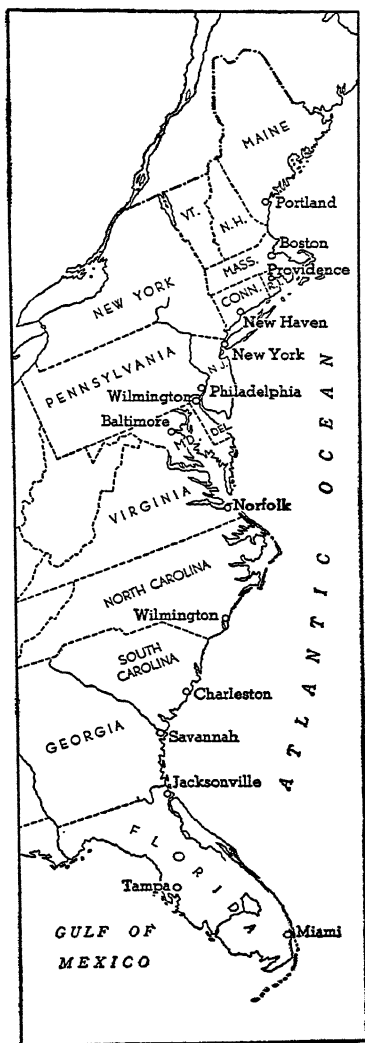 MAINE
Portland
VT.
N.H.
Boston
MASS.
Providence
CONN.
R.I.
NEW YORK
New Haven
New York
PENNSYLVANIA
N.J.
Philadelphia
Wilmington
Baltimore
MD.
DEL.
VIRGINIA
Norfolk
NORTH CAROLINA
Wilmington
SOUTH
CAROLINA
Charleston
GEORGIA
Savannah
Jacksonville
FLORIDA
Tampa
Miami
GULF OF
MEXICO
ATLANTIC OCEAN